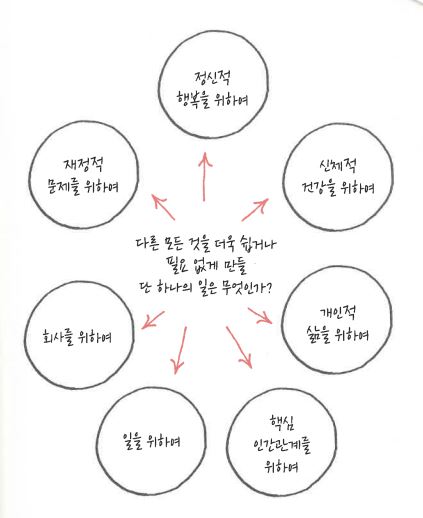 정신적
행복을 위하여
재정적
문제를 위하여
신체적
건강을 위하여
다른 모든 것을 더욱 쉽거나
필요 없게 만들
단 하나의 일은 무엇인가?
회사를 위하여
개인적
삶을 위하여
일을 위하여
핵심
인간관계를
위하여